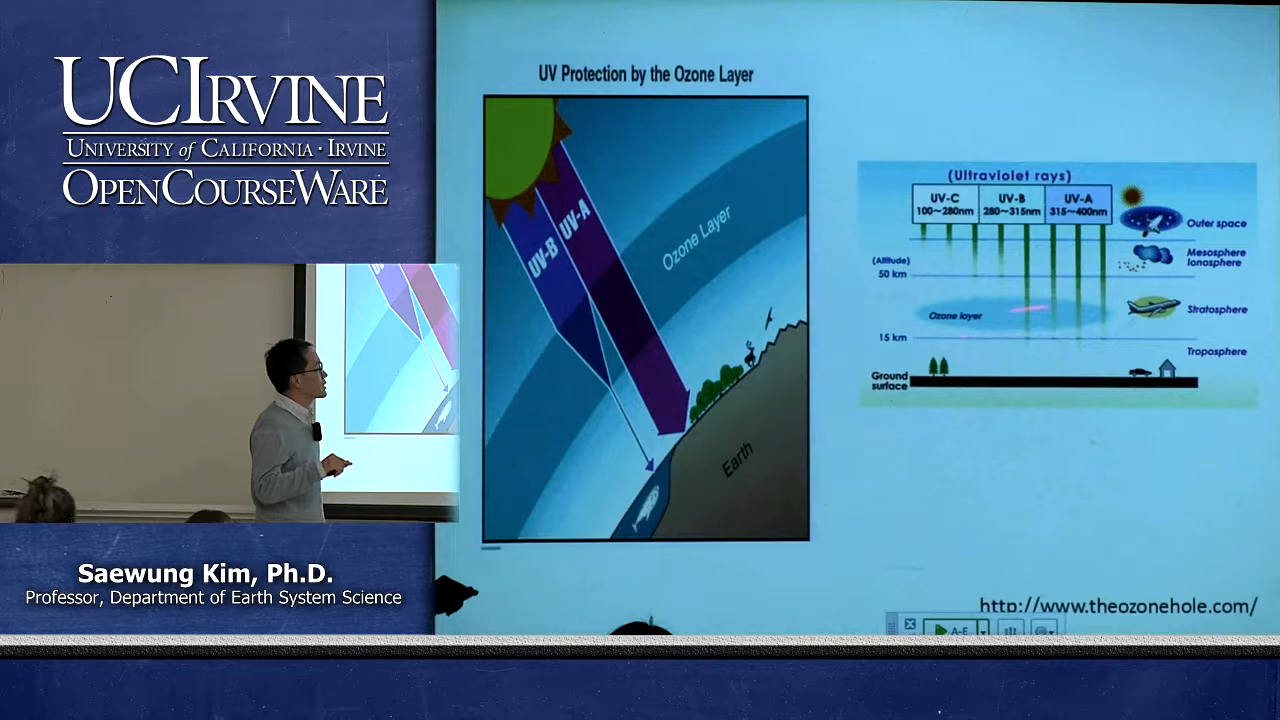 UCIRVINE
UNIVERSITY of CALIFORNIA · IRVINE
OPENCOURSEWARE
Saewung Kim, Ph.D.
Professor, Department of Earth System Science
UV Protection by the Ozone Layer
UV-B
UV-A
Ozone Layer
Earth
(Ultraviolet rays)
UV-C
100~280nm
UV-B
280~315nm
UV-A
315~400nm
Outer space
Mesosphere
Ionosphere
(Altitude)
50 km
Ozone layer
Stratosphere
15 km
Troposphere
Ground
surface
http://www.theozonehole.com/
A-E